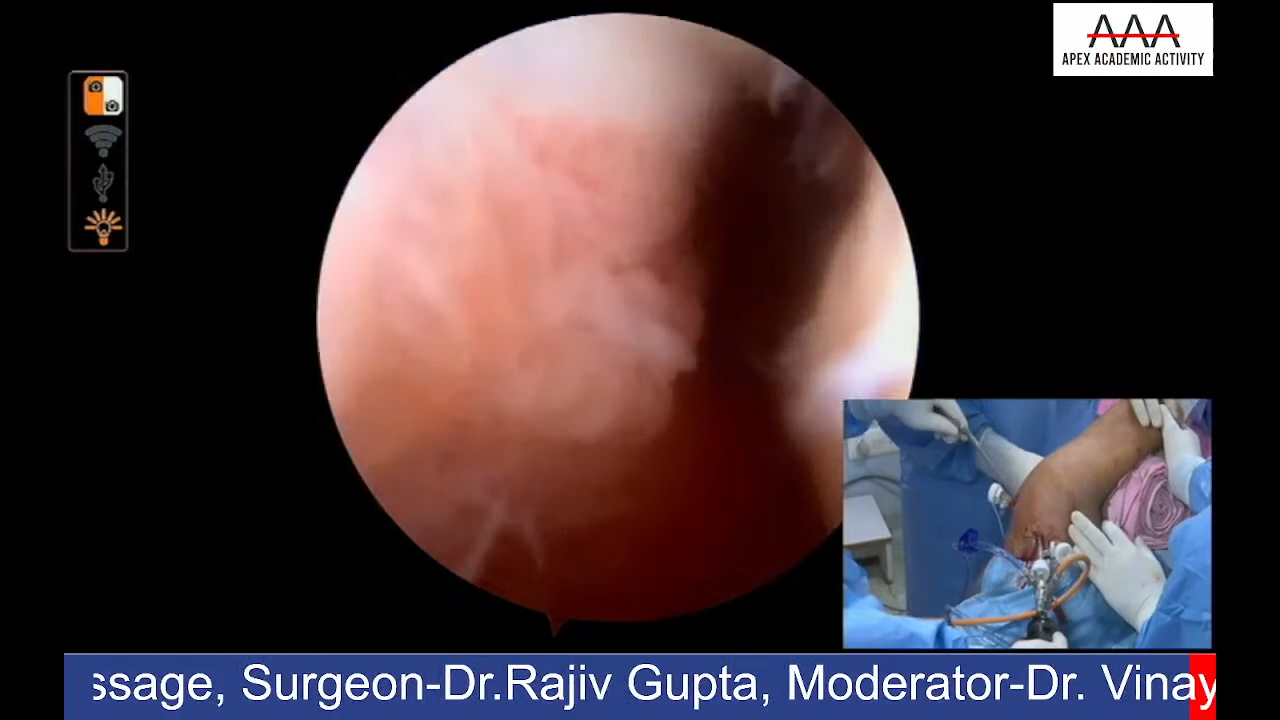 AAA
APEX ACADEMIC ACTIVITY
ssage, Surgeon-Dr.Rajiv Gupta, Moderator-Dr. Vinay